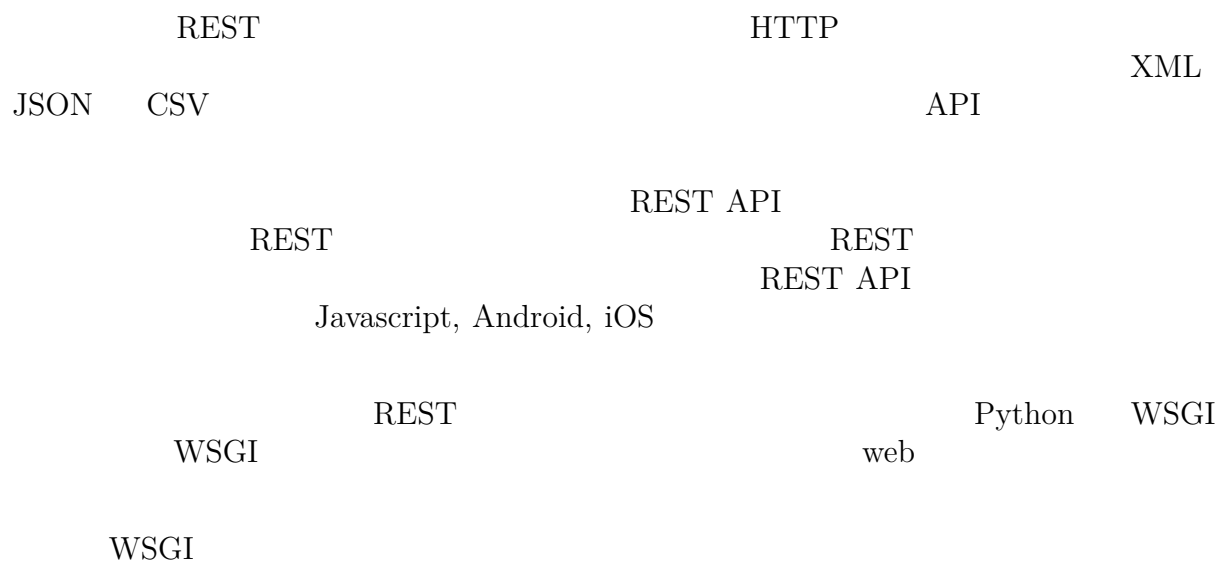 REST HTTP
XML
JSON CSV API
REST API
REST REST
REST API
Javascript, Android, iOS
REST Python WSGI
WSGI web
WSGI